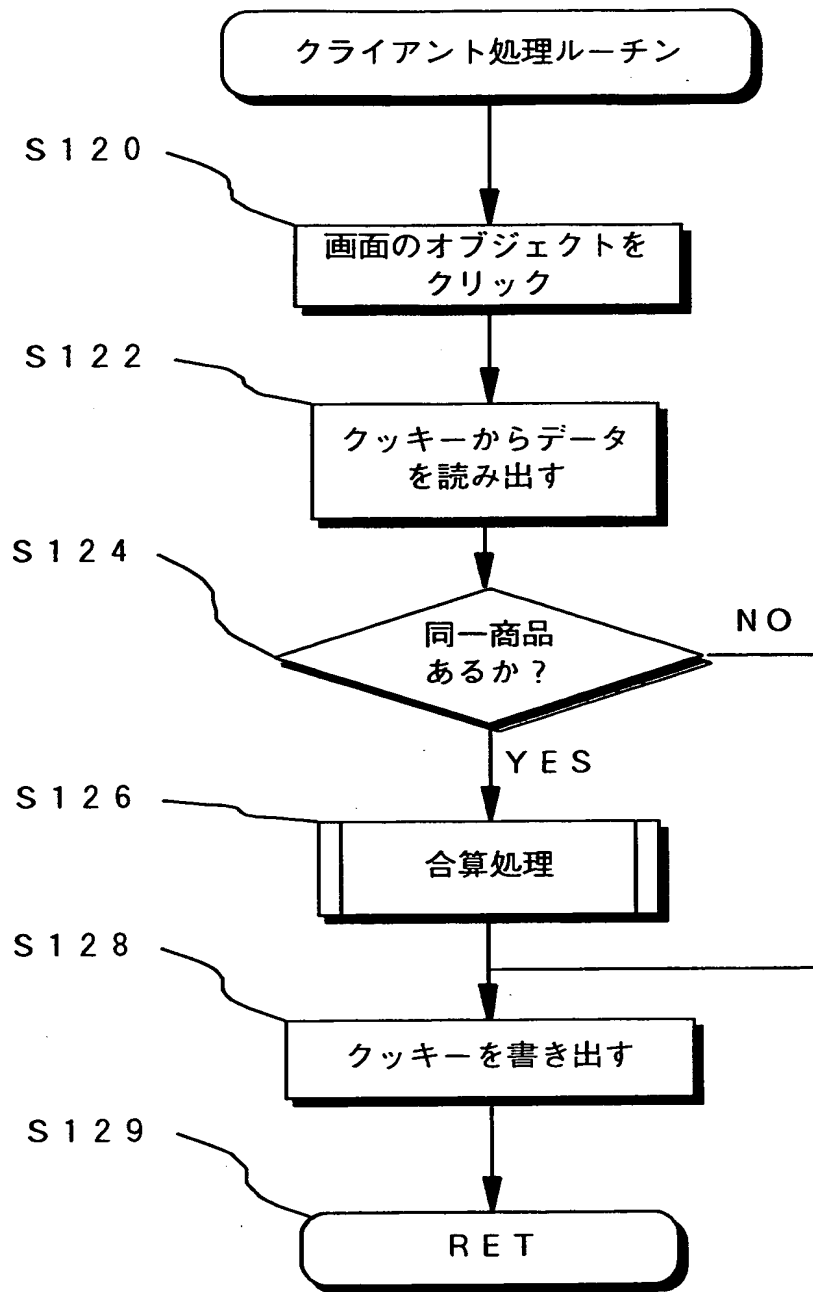 クライアント処理ルーチン
S120
画面のオブジェクトを
クリック
S122
クッキーからデータ
を読み出す
S124
同一商品
あるか?
NO
YES
S126
合算処理
S128
クッキーを書き出す
S129
RET